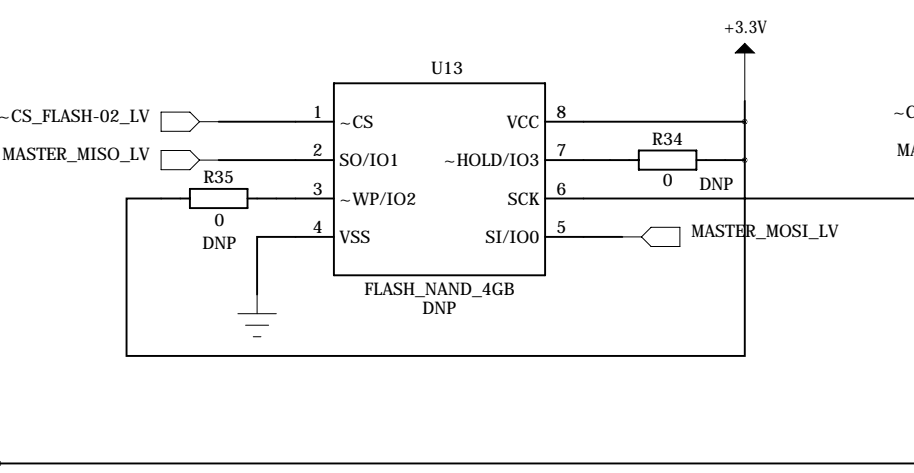 +3.3V
U13
~CS_FLASH-02_LV
1
~CS
VCC
8
~C
MASTER_MISO_LV
2
SO/IO1
~HOLD/IO3
7
R34
0
DNP
MA
R35
0
DNP
3
~WP/IO2
SCK
6
4
VSS
SI/IO0
5
MASTER_MOSI_LV
FLASH_NAND_4GB
DNP